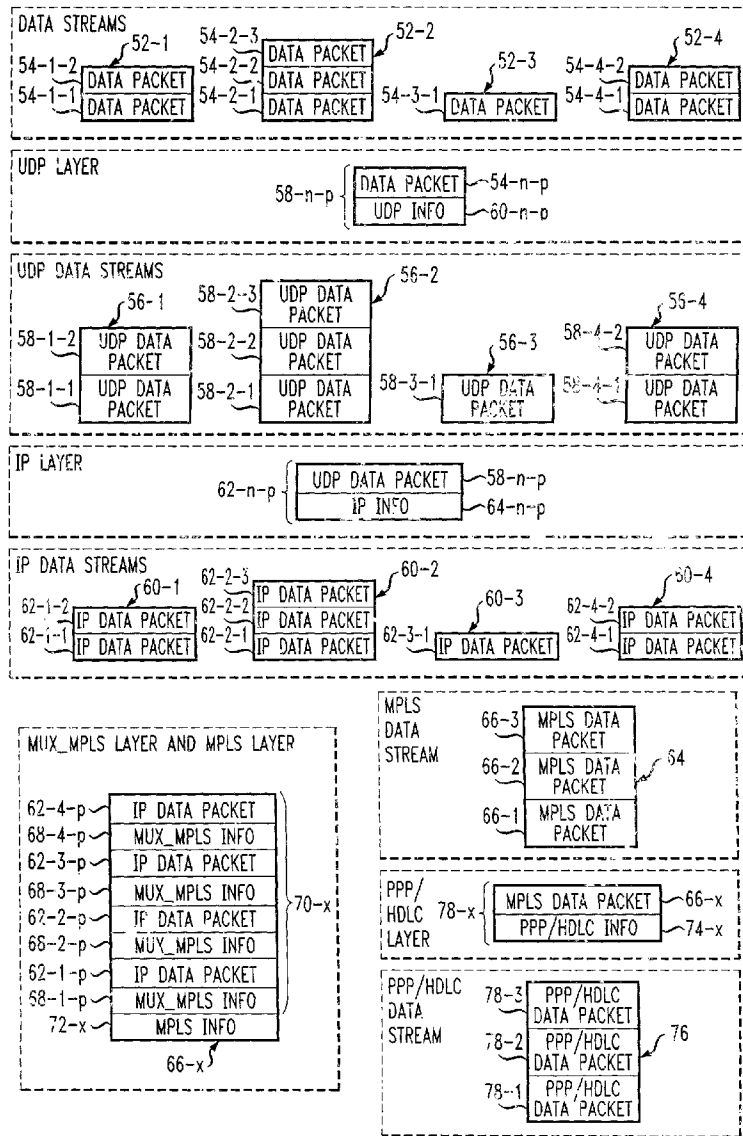 DATA STREAMS
52-1
54-1-2 DATA PACKET
54-1-1 DATA PACKET
52-2
54-2-3 DATA PACKET
54-2-2 DATA PACKET
54-2-1 DATA PACKET
52-3
54-3-1 DATA PACKET
52-4
54-4-2 DATA PACKET
54-4-1 DATA PACKET
UDP LAYER
58-n-p
DATA PACKET 54-n-p
UDP INFO 60-n-p
UDP DATA STREAMS
56-1
58-1-2 UDP DATA
PACKET
58-1-1 UDP DATA
PACKET
56-2
58-2-3 UDP DATA
PACKET
58-2-2 UDP DATA
PACKET
58-2-1 UDP DATA
PACKET
56-3
58-3-1 UDP DATA
PACKET
56-4
58-4-2 UDP DATA
PACKET
58-4-1 UDP DATA
PACKET
IP LAYER
62-n-p
UDP DATA PACKET 58-n-p
IP INFO 64-n-p
IP DATA STREAMS
60-1
62-1-2 IP DATA PACKET
62-1-1 IP DATA PACKET
60-2
62-2-3 IP DATA PACKET
62-2-2 IP DATA PACKET
62-2-1 IP DATA PACKET
60-3
62-3-1 IP DATA PACKET
60-4
62-4-2 IP DATA PACKET
62-4-1 IP DATA PACKET
MUX_MPLS LAYER AND MPLS LAYER
62-4-p IP DATA PACKET
68-4-p MUX_MPLS INFO
62-3-p IP DATA PACKET
68-3-p MUX_MPLS INFO
62-2-p IP DATA PACKET
68-2-p MUX_MPLS INFO
62-1-p IP DATA PACKET
68-1-p MUX_MPLS INFO
72-x MPLS INFO
70-x
66-x
MPLS
DATA
STREAM
66-3 MPLS DATA
PACKET
66-2 MPLS DATA
PACKET
66-1 MPLS DATA
PACKET
64
PPP/
HDLC
LAYER
78-x
MPLS DATA PACKET 66-x
PPP/HDLC INFO 74-x
PPP/HDLC
DATA
STREAM
78-3 PPP/HDLC
DATA PACKET
78-2 PPP/HDLC
DATA PACKET
78-1 PPP/HDLC
DATA PACKET
76